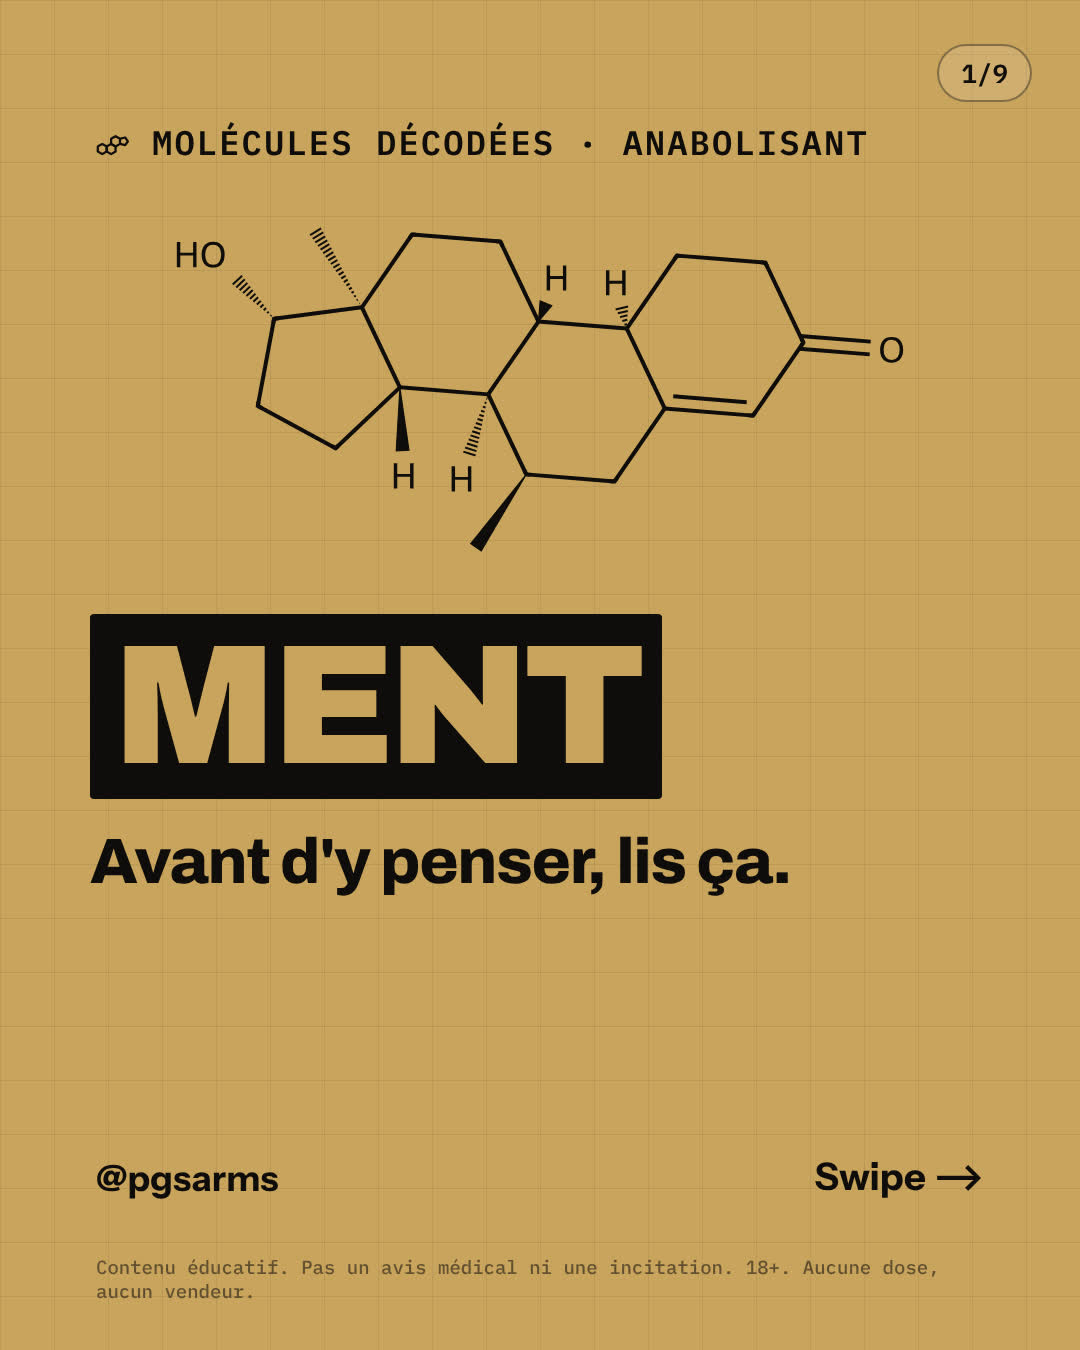 1/9
MOLÉCULES DÉCODÉES · ANABOLISANT
HO
H H
O
H H
MENT
Avant d'y penser, lis ça.
@pgsarms
Swipe →
Contenu éducatif. Pas un avis médical ni une incitation. 18+. Aucune dose,
aucun vendeur.